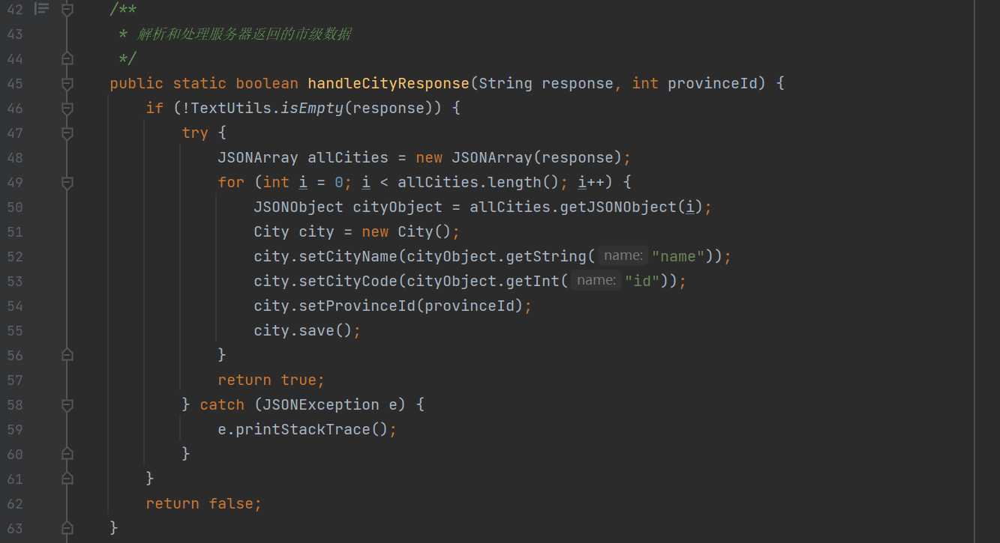 42 /**
43 * 解析和处理服务器返回的市级数据
44 */
45 public static boolean handleCityResponse(String response, int provinceId) {
46 if (!TextUtils.isEmpty(response)) {
47 try {
48 JSONArray allCities = new JSONArray(response);
49 for (int i = 0; i < allCities.length(); i++) {
50 JSONObject cityObject = allCities.getJSONObject(i);
51 City city = new City();
52 city.setCityName(cityObject.getString( name: "name"));
53 city.setCityCode(cityObject.getInt( name: "id"));
54 city.setProvinceId(provinceId);
55 city.save();
56 }
57 return true;
58 } catch (JSONException e) {
59 e.printStackTrace();
60 }
61 }
62 return false;
63 }